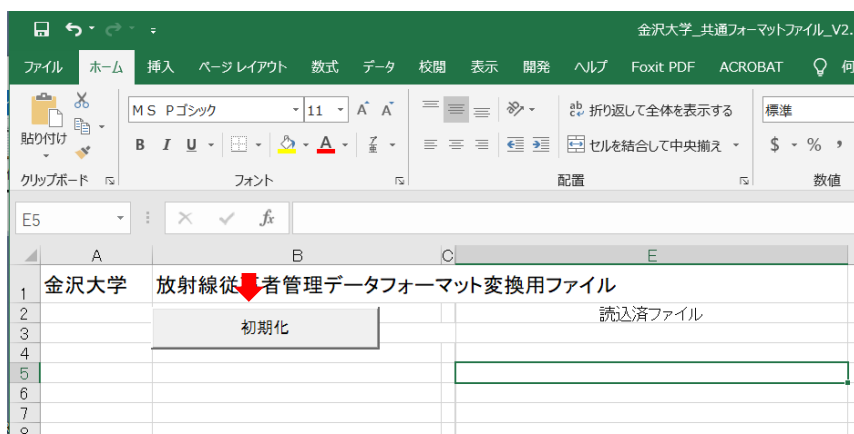 金沢大学_共通フォーマットファイル_V2.
ファイル ホーム 挿入 ページ レイアウト 数式 データ 校閲 表示 開発 ヘルプ Foxit PDF ACROBAT 何
貼り付け
ＭＳ Ｐゴシック 11 A A
折り返して全体を表示する 標準
B I U A
セルを結合して中央揃え $ % ,
クリップボード フォント 配置 数値
E5 fx
A B C E
1 金沢大学 放射線従 者管理データフォーマット変換用ファイル
2 読込済ファイル
初期化
3
4
5
6
7
8